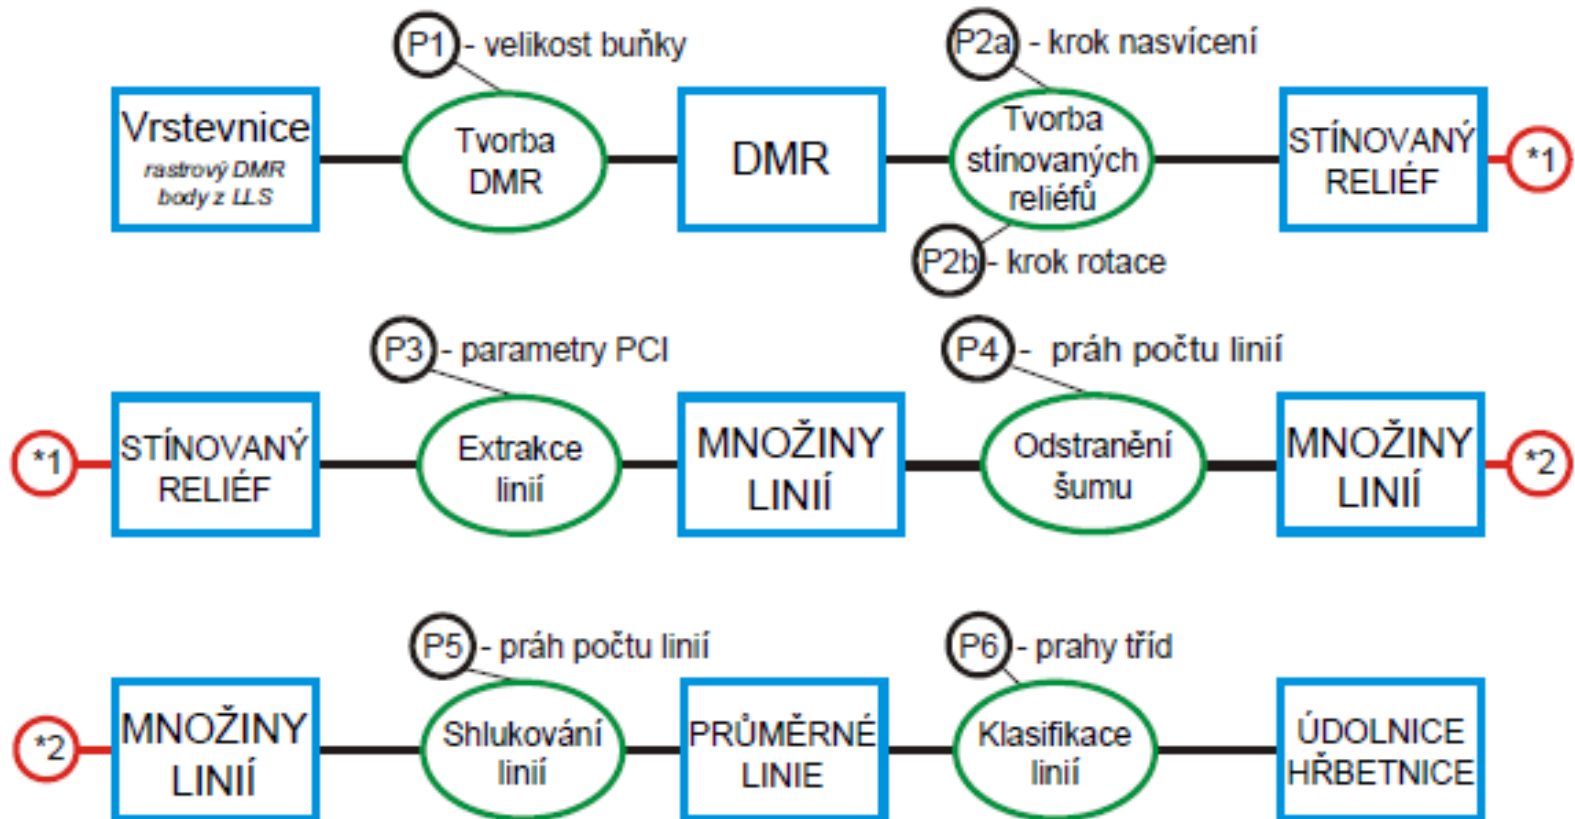 P1 - velikost buňky
P2a - krok nasvícení
Vrstevnice
rastrový DMR
body z LLS
Tvorba
DMR
DMR
Tvorba
stínovaných
reliéfů
STÍNOVANÝ
RELIÉF
*1
P2b - krok rotace
P3 - parametry PCI
P4 - práh počtu linií
*1
STÍNOVANÝ
RELIÉF
Extrakce
linií
MNOŽINY
LINIÍ
Odstranění
šumu
MNOŽINY
LINIÍ
*2
P5 - práh počtu linií
P6 - prahy tříd
*2
MNOŽINY
LINIÍ
Shlukování
linií
PRŮMĚRNÉ
LINIE
Klasifikace
linií
ÚDOLNICE
HŘBETNICE